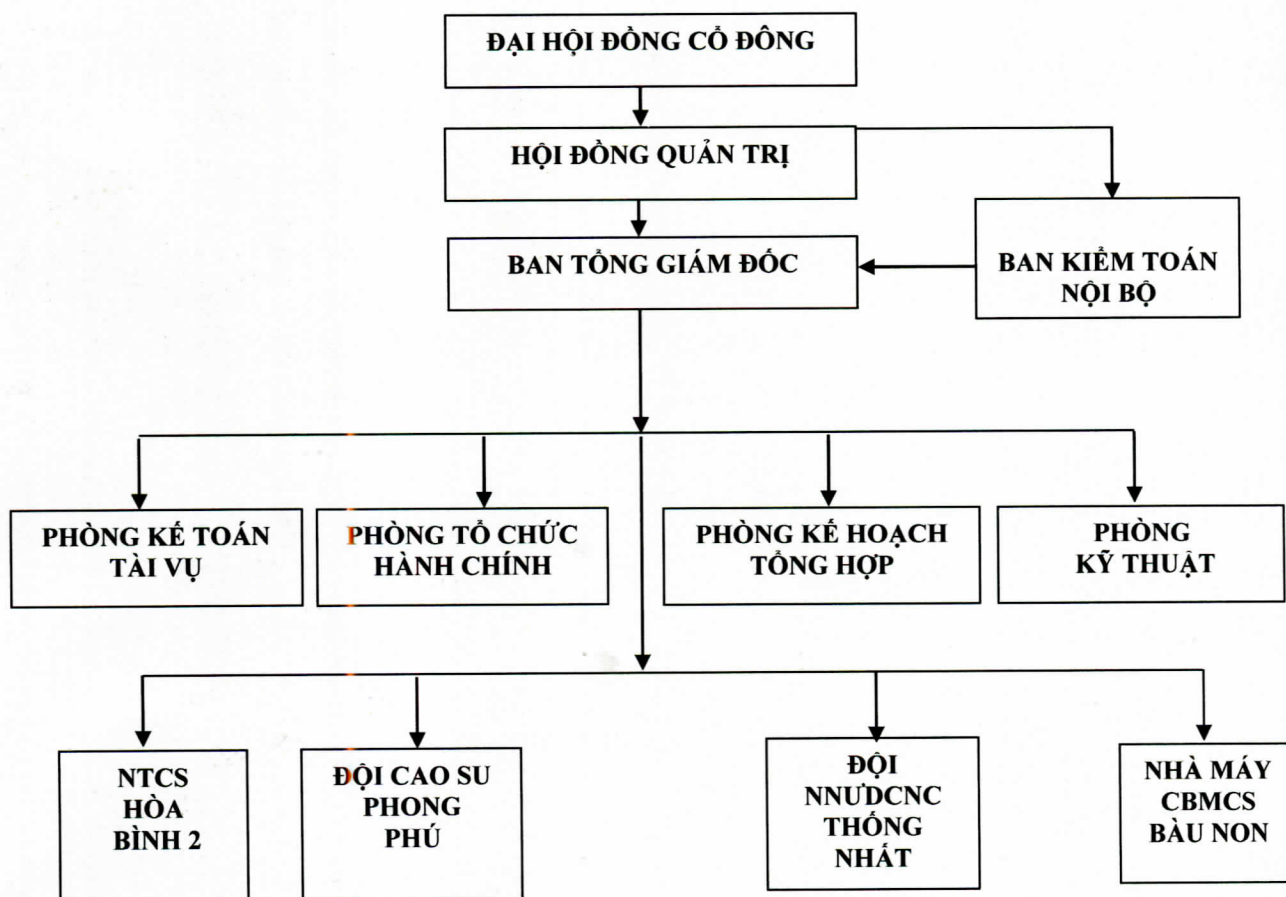 ĐẠI HỘI ĐỒNG CỔ ĐÔNG
HỘI ĐỒNG QUẢN TRỊ
BAN TỔNG GIÁM ĐỐC
BAN KIỂM TOÁN
NỘI BỘ
PHÒNG KẾ TOÁN
TÀI VỤ
PHÒNG TỔ CHỨC
HÀNH CHÍNH
PHÒNG KẾ HOẠCH
TỔNG HỢP
PHÒNG
KỸ THUẬT
NTCS
HÒA
BÌNH 2
ĐỘI CAO SU
PHONG
PHÚ
ĐỘI
NNƯDCNC
THỐNG
NHẤT
NHÀ MÁY
CBMCS
BÀU NON